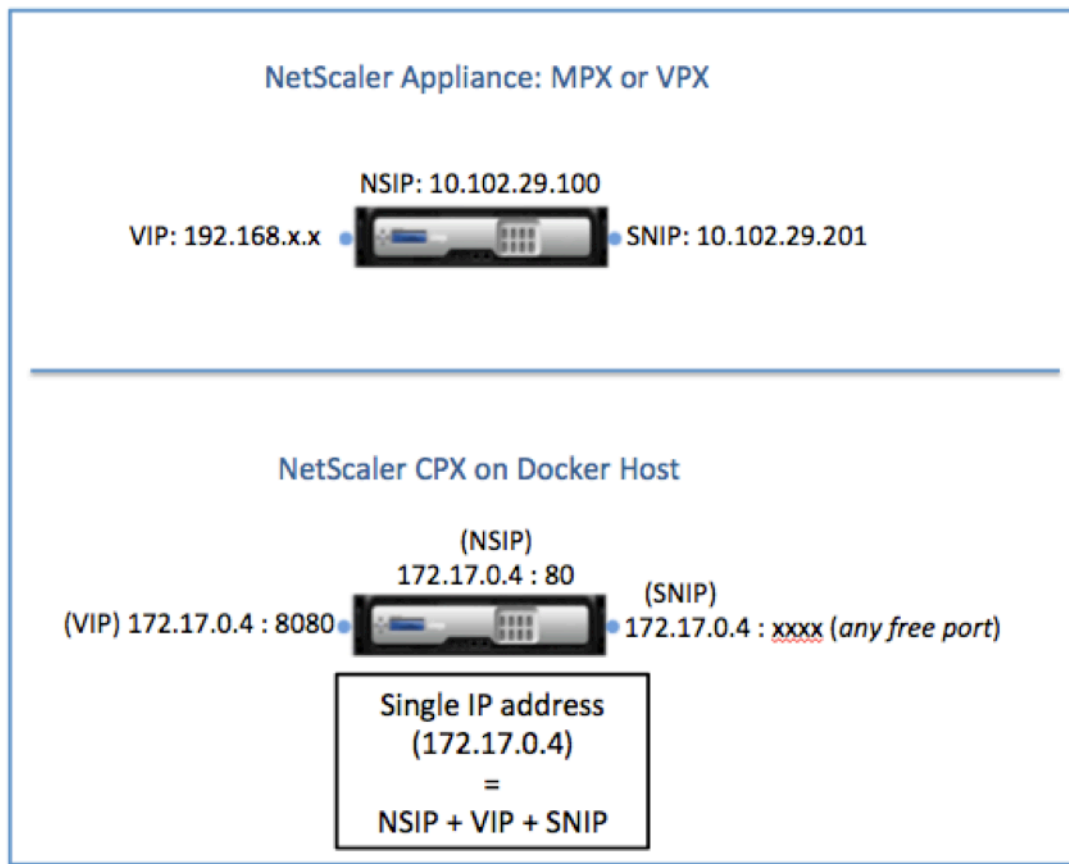 NetScaler Appliance: MPX or VPX
NSIP: 10.102.29.100
VIP: 192.168.x.x
SNIP: 10.102.29.201
NetScaler CPX on Docker Host
(NSIP)
172.17.0.4 : 80
(VIP) 172.17.0.4 : 8080
(SNIP)
172.17.0.4 : xxxx (any free port)
Single IP address
(172.17.0.4)
=
NSIP + VIP + SNIP